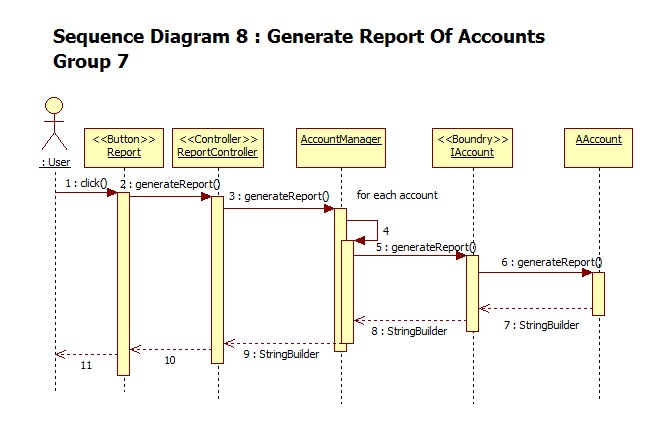 Sequence Diagram 8 : Generate Report Of Accounts
Group 7
<<Button>>
Report
<<Controller>>
ReportController
AccountManager
<<Boundry>>
IAccount
AAccount
: User
1 : click()
2 : generateReport()
3 : generateReport()
for each account
4
5 : generateReport()
6 : generateReport()
7 : StringBuilder
8 : StringBuilder
9 : StringBuilder
10
11